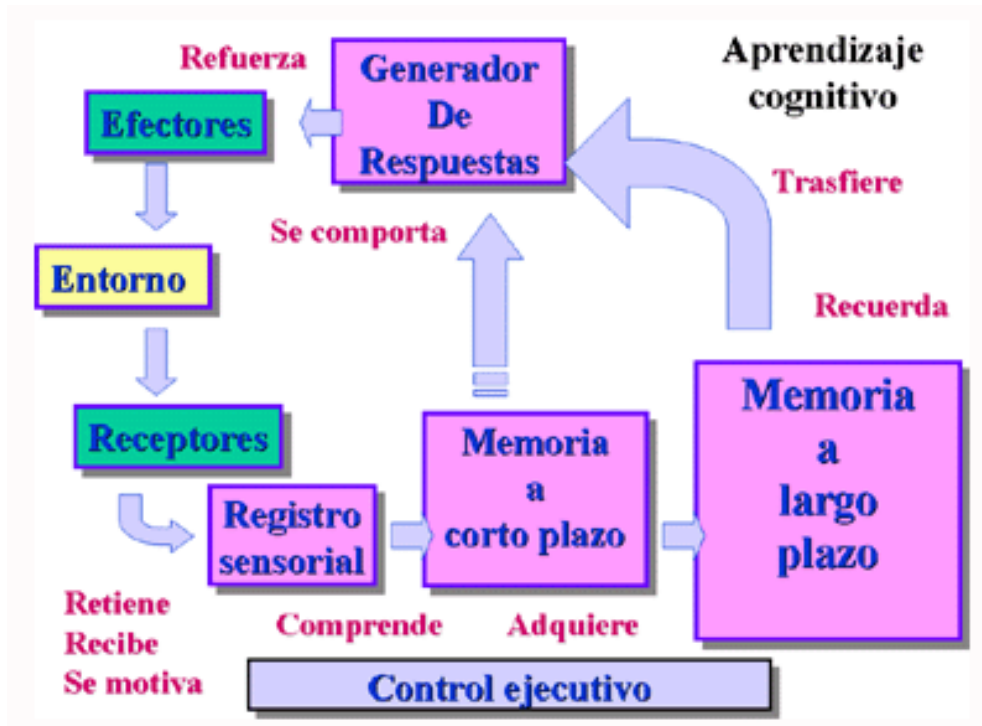 Aprendizaje
cognitivo
Refuerza
Generador
De
Respuestas
Efectores
Trasfiere
Se comporta
Entorno
Recuerda
Receptores
Memoria
a
corto plazo
Memoria
a
largo
plazo
Registro
sensorial
Retiene
Recibe
Se motiva
Comprende
Adquiere
Control ejecutivo